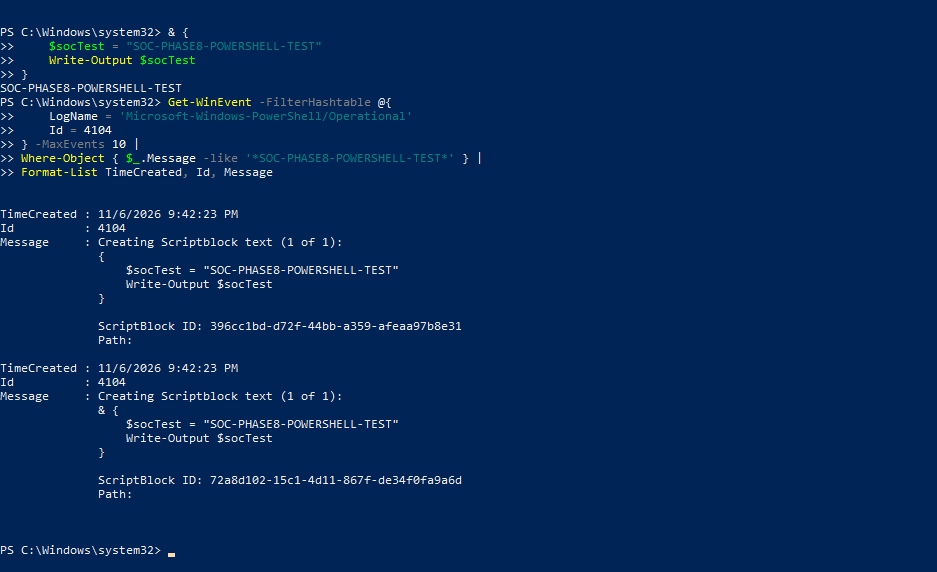 PS C:\Windows\system32> & {
>>     $socTest = "SOC-PHASE8-POWERSHELL-TEST"
>>     Write-Output $socTest
>> }
SOC-PHASE8-POWERSHELL-TEST
PS C:\Windows\system32> Get-WinEvent -FilterHashtable @{
>>     LogName = 'Microsoft-Windows-PowerShell/Operational'
>>     Id = 4104
>> } -MaxEvents 10 |
>> Where-Object { $_.Message -like '*SOC-PHASE8-POWERSHELL-TEST*' } |
>> Format-List TimeCreated, Id, Message
TimeCreated : 11/6/2026 9:42:23 PM
Id          : 4104
Message     : Creating Scriptblock text (1 of 1):
              {
                  $socTest = "SOC-PHASE8-POWERSHELL-TEST"
                  Write-Output $socTest
              }
              ScriptBlock ID: 396cc1bd-d72f-44bb-a359-afeaa97b8e31
              Path:
TimeCreated : 11/6/2026 9:42:23 PM
Id          : 4104
Message     : Creating Scriptblock text (1 of 1):
              & {
                  $socTest = "SOC-PHASE8-POWERSHELL-TEST"
                  Write-Output $socTest
              }
              ScriptBlock ID: 72a8d102-15c1-4d11-867f-de34f0fa9a6d
              Path:
PS C:\Windows\system32>